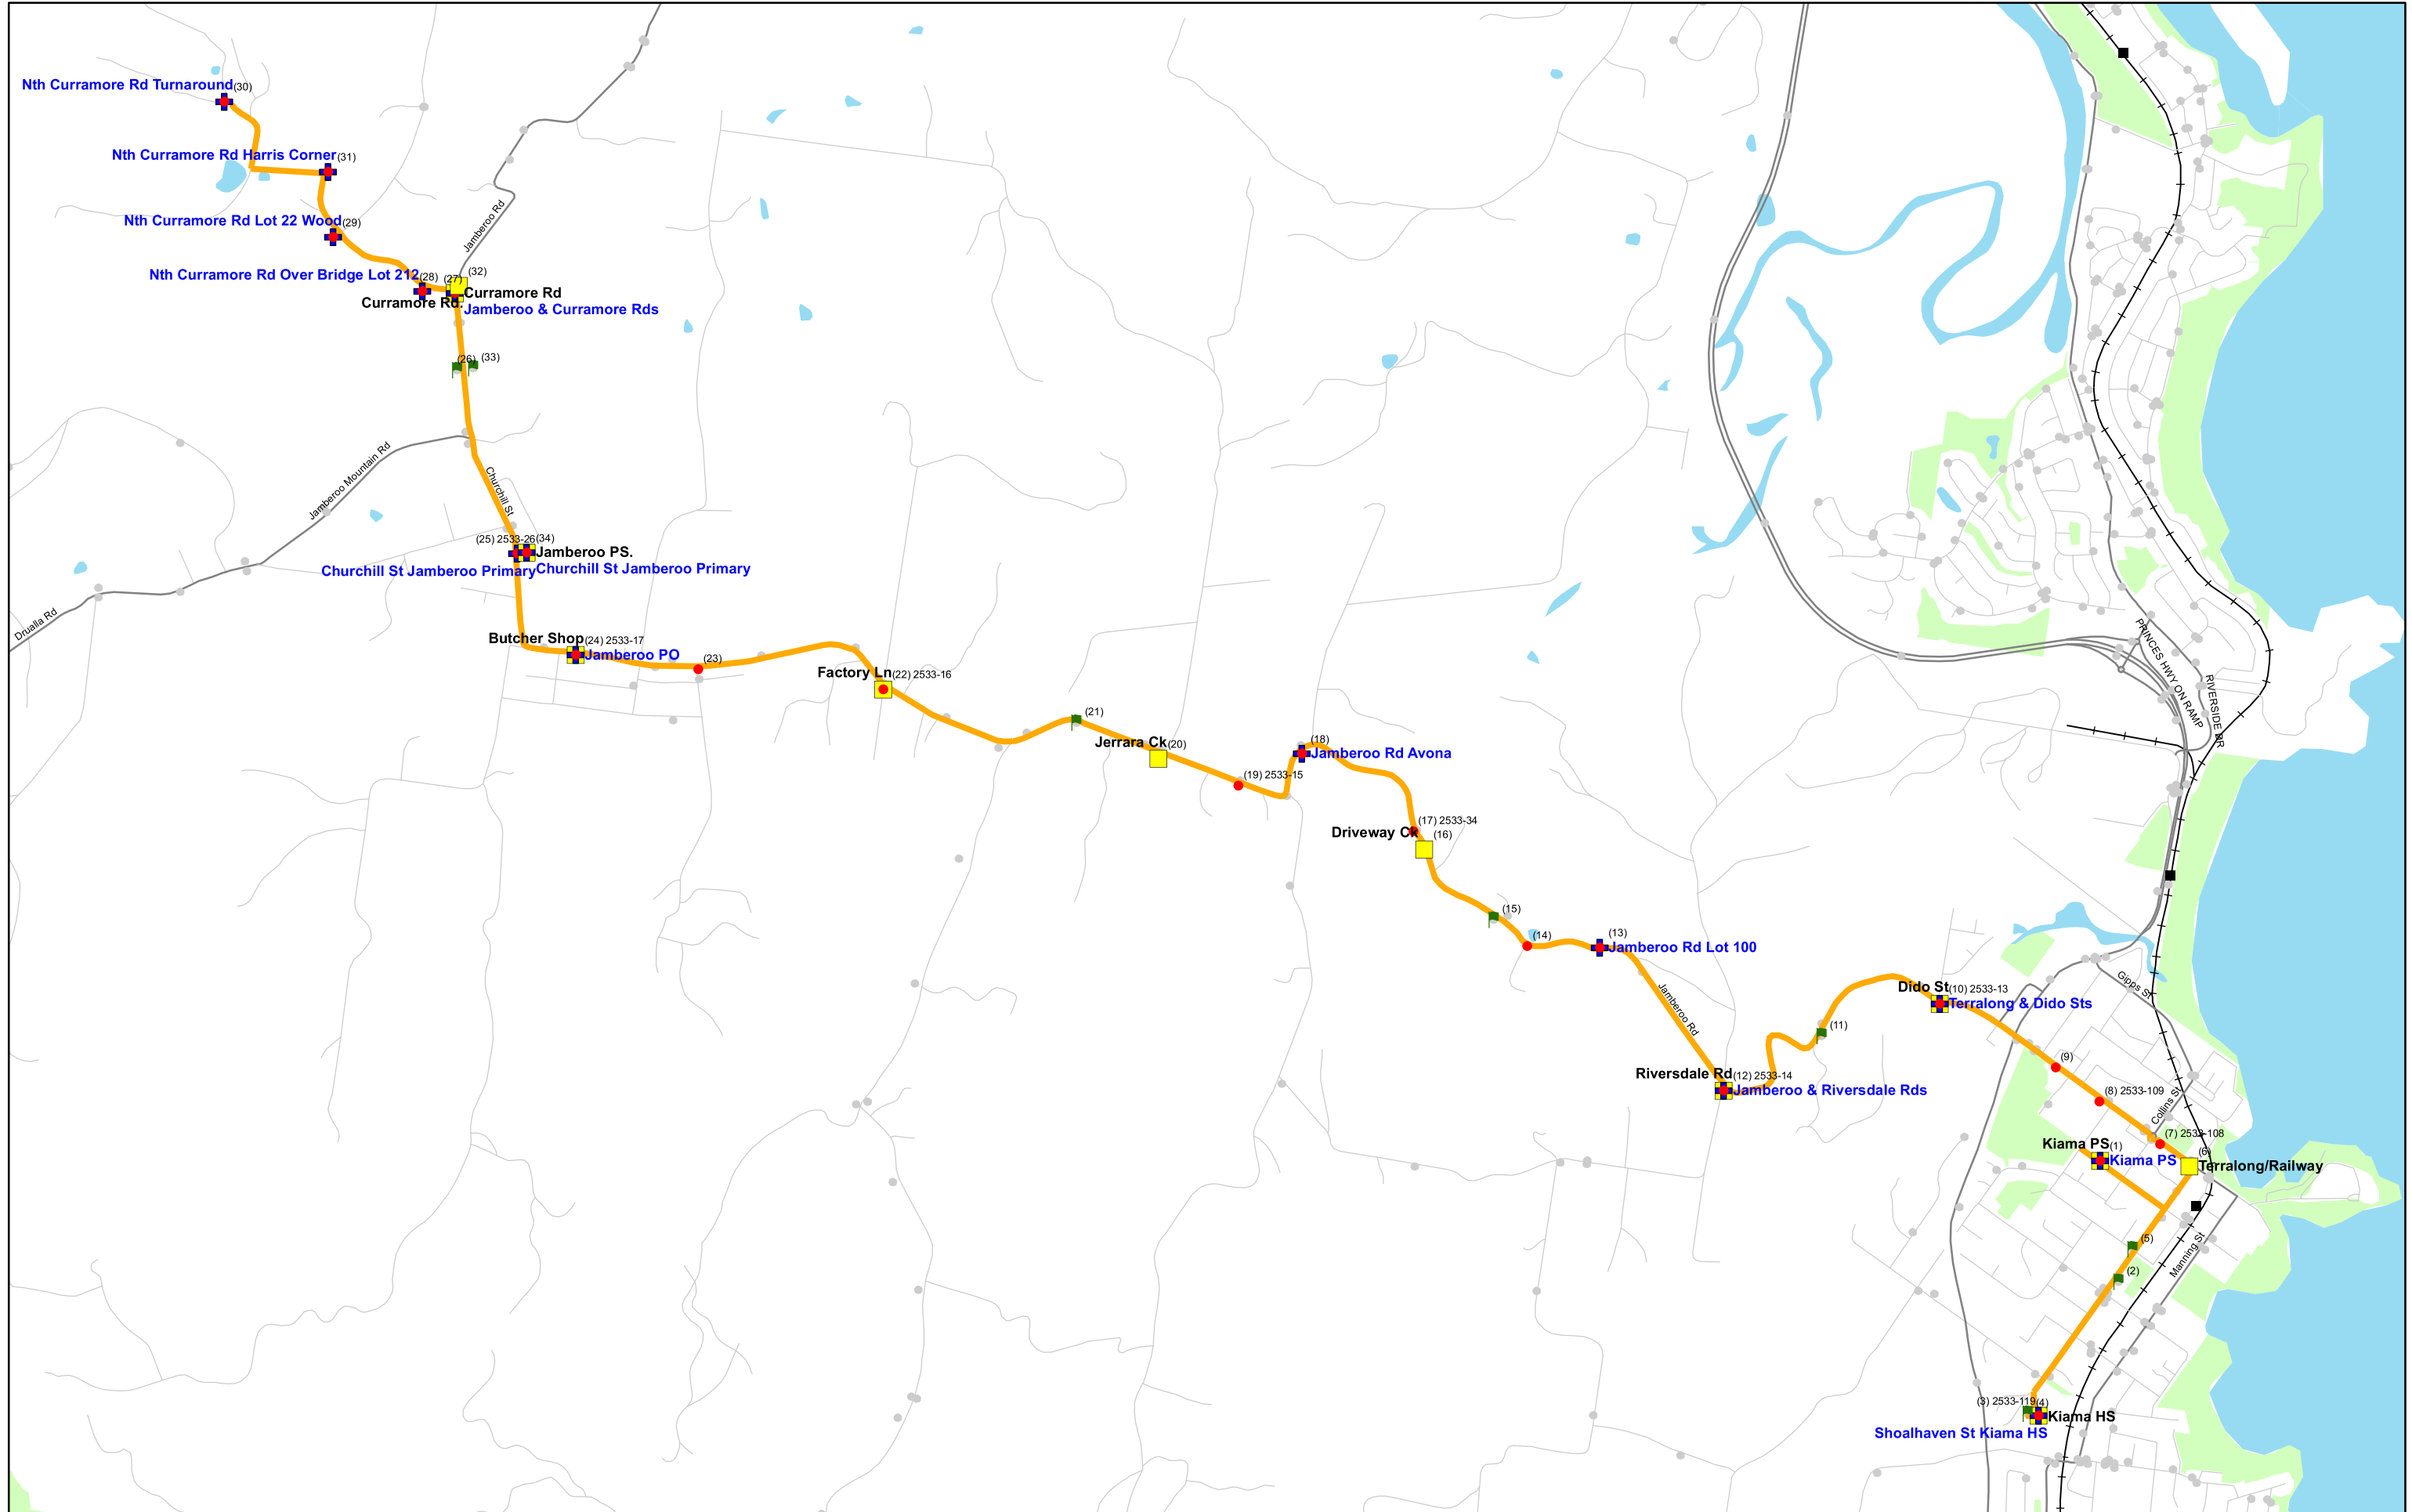 Nth Curramore Rd Turnaround(30)
Nth Curramore Rd Harris Corner(31)
Nth Curramore Rd Lot 22 Wood(29)
Jamberoo Rd
Nth Curramore Rd Over Bridge Lot 212(28)
(27)
(32)
Curramore Rd
Curramore Rd.
Jamberoo & Curramore Rds
(26)
(33)
Jamberoo Mountain Rd
Churchill St
(25) 2533-26(34)
Jamberoo PS.
Churchill St Jamberoo Primary
Churchill St Jamberoo Primary
Drualla Rd
Butcher Shop(24) 2533-17
Jamberoo PO
(23)
Factory Ln(22) 2533-16
(21)
Jerrara Ck(20)
(19) 2533-15
(18)
Jamberoo Rd Avona
(17) 2533-34
Driveway Ck
(16)
(15)
(14)
(13)
Jamberoo Rd Lot 100
Jamberoo Rd
Riversdale Rd(12) 2533-14
Jamberoo & Riversdale Rds
(11)
Dido St(10) 2533-13
Terralong & Dido Sts
PRINCES HWY ON RAMP
RIVERSIDE DR
Gipps St
(9)
(8) 2533-109
Collins St
(7) 2533-108
Kiama PS(1)
Kiama PS
(6)
Terralong/Railway
(5)
(2)
Manning St
(3) 2533-119(4)
Kiama HS
Shoalhaven St Kiama HS